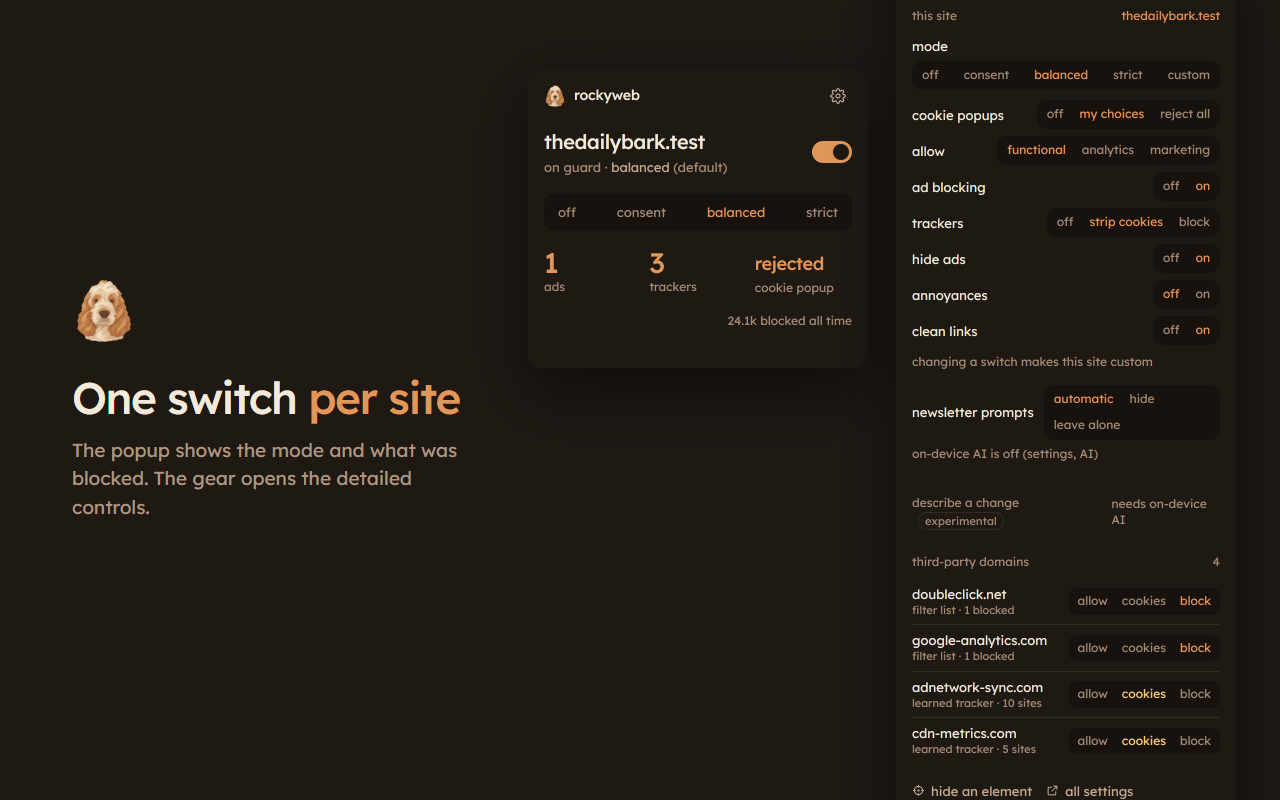 One switch per site
The popup shows the mode and what was
blocked. The gear opens the detailed
controls.
rockyweb
thedailybark.test
on guard · balanced (default)
off consent balanced strict
1 3 rejected
ads trackers cookie popup
24.1k blocked all time
this site thedailybark.test
mode
off consent balanced strict custom
cookie popups off my choices reject all
allow functional analytics marketing
ad blocking off on
trackers off strip cookies block
hide ads off on
annoyances off on
clean links off on
changing a switch makes this site custom
newsletter prompts automatic hide
leave alone
on-device AI is off (settings, AI)
describe a change needs on-device
experimental AI
third-party domains 4
doubleclick.net allow cookies block
filter list · 1 blocked
google-analytics.com allow cookies block
filter list · 1 blocked
adnetwork-sync.com allow cookies block
learned tracker · 10 sites
cdn-metrics.com allow cookies block
learned tracker · 5 sites
hide an element all settings